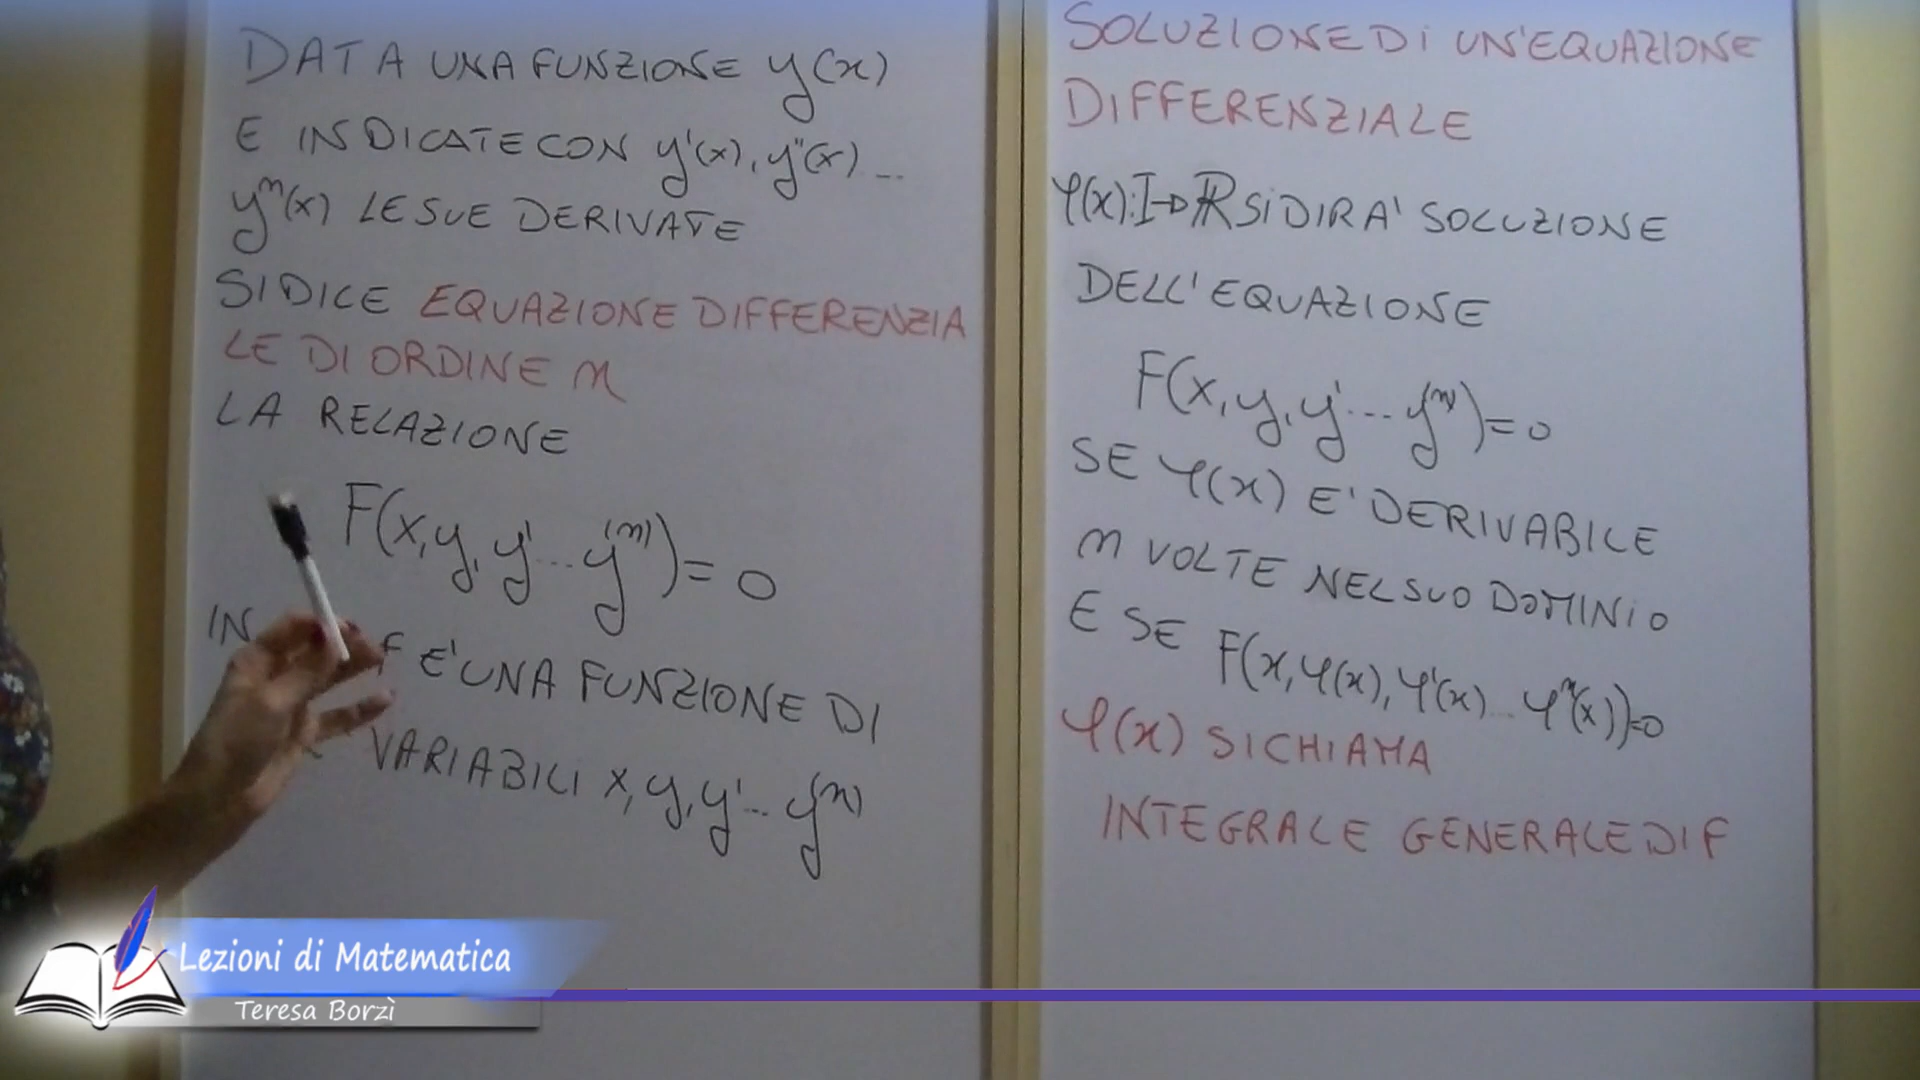 DATA UNA FUNZIONE y(x)
E INDICATE CON y'(x), y''(x) ...
yⁿ(x) LE SUE DERIVATE
SI DICE EQUAZIONE DIFFERENZIA
LE DI ORDINE n
LA RELAZIONE
F(x, y, y' ... y⁽ⁿ⁾) = 0
IN F E' UNA FUNZIONE DI
VARIABILI x, y, y' ... y⁽ⁿ⁾
SOLUZIONE DI UN'EQUAZIONE
DIFFERENZIALE
φ(x): I → ℝ SI DIRA' SOLUZIONE
DELL'EQUAZIONE
F(x, y, y' ... y⁽ⁿ⁾) = 0
SE φ(x) E' DERIVABILE
n VOLTE NEL SUO DOMINIO
E SE F(x, φ(x), φ'(x) ... φⁿ(x)) = 0
φ(x) SI CHIAMA
INTEGRALE GENERALE DI F
Lezioni di Matematica
Teresa Borzì